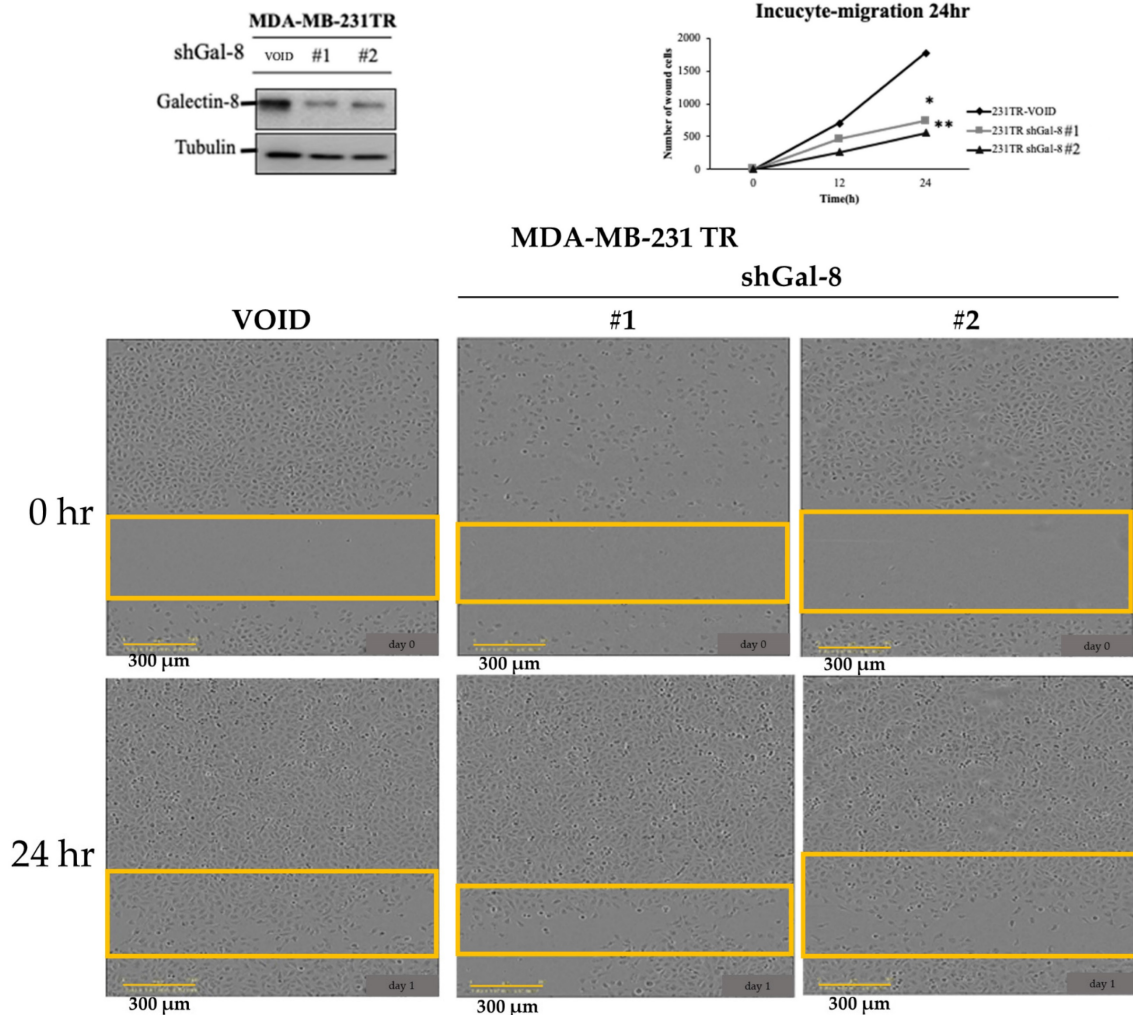 MDA-MB-231TR
shGal-8 VOID #1 #2
Galectin-8
Tubulin
Incucyte-migration 24hr
Number of wound cells
2000
1500
1000
500
0
0 12 24
Time(h)
*
**
231TR-VOID
231TR shGal-8 #1
231TR shGal-8 #2
MDA-MB-231 TR
shGal-8
VOID #1 #2
0 hr
day 0 day 0 day 0
300 μm 300 μm 300 μm
24 hr
day 1 day 1 day 1
300 μm 300 μm 300 μm